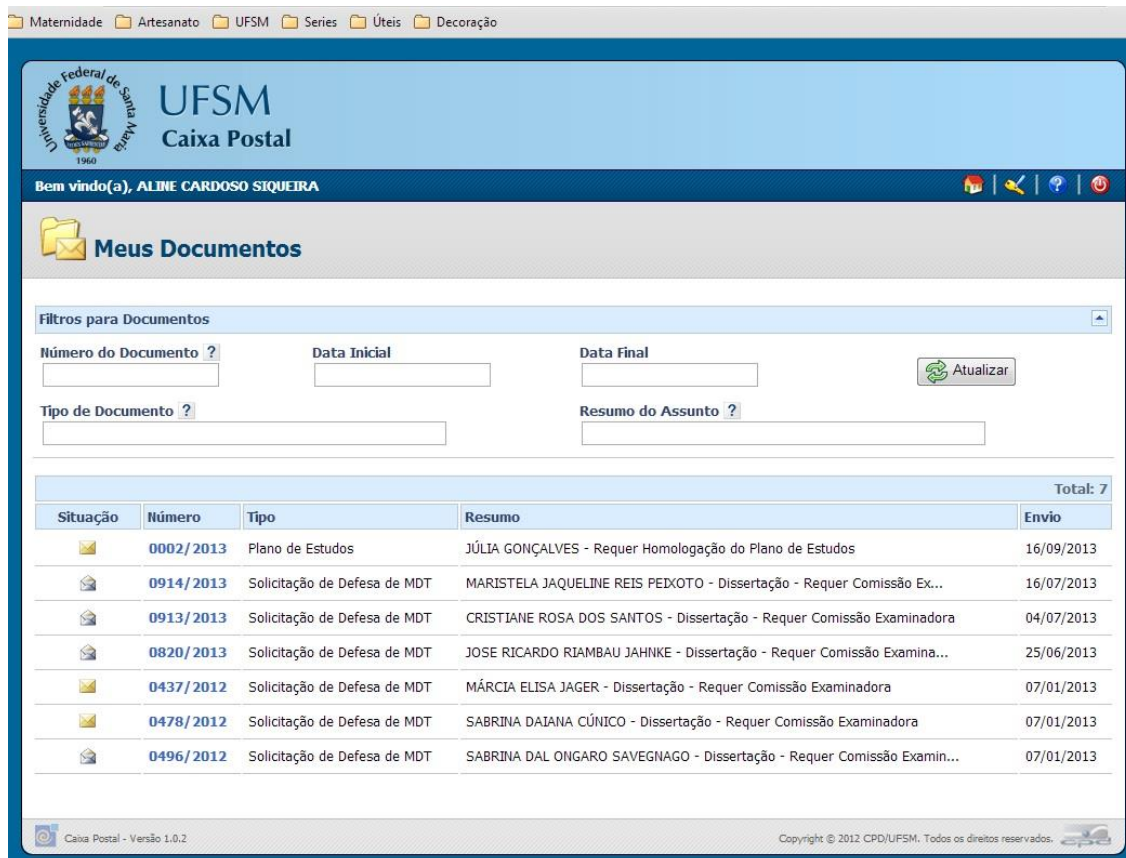 Maternidade Artesanato UFSM Series Úteis Decoração
Universidade Federal de Santa Maria
1960
UFSM
Caixa Postal
Bem vindo(a), ALINE CARDOSO SIQUEIRA
Meus Documentos
Filtros para Documentos
Número do Documento ? Data Inicial Data Final
Atualizar
Tipo de Documento ? Resumo do Assunto ?
Total: 7
Situação Número Tipo Resumo Envio
0002/2013 Plano de Estudos JÚLIA GONÇALVES - Requer Homologação do Plano de Estudos 16/09/2013
0914/2013 Solicitação de Defesa de MDT MARISTELA JAQUELINE REIS PEIXOTO - Dissertação - Requer Comissão Ex... 16/07/2013
0913/2013 Solicitação de Defesa de MDT CRISTIANE ROSA DOS SANTOS - Dissertação - Requer Comissão Examinadora 04/07/2013
0820/2013 Solicitação de Defesa de MDT JOSE RICARDO RIAMBAU JAHNKE - Dissertação - Requer Comissão Examina... 25/06/2013
0437/2012 Solicitação de Defesa de MDT MÁRCIA ELISA JAGER - Dissertação - Requer Comissão Examinadora 07/01/2013
0478/2012 Solicitação de Defesa de MDT SABRINA DAIANA CÚNICO - Dissertação - Requer Comissão Examinadora 07/01/2013
0496/2012 Solicitação de Defesa de MDT SABRINA DAL ONGARO SAVEGNAGO - Dissertação - Requer Comissão Examin... 07/01/2013
Caixa Postal - Versão 1.0.2 Copyright © 2012 CPD/UFSM. Todos os direitos reservados.